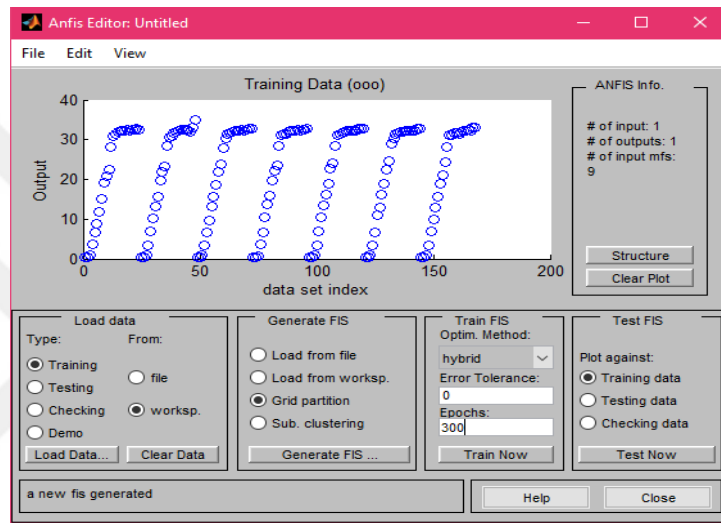 Anfis Editor: Untitled
File Edit View
Training Data (ooo)
40
30
20
10
0
Output
0 50 100 150 200
data set index
ANFIS Info.
# of input: 1
# of outputs: 1
# of input mfs:
9
Structure
Clear Plot
Load data
Type: From:
Training
Testing
Checking
Demo
file
worksp.
Load Data... Clear Data
Generate FIS
Load from file
Load from worksp.
Grid partition
Sub. clustering
Generate FIS ...
Train FIS
Optim. Method:
hybrid
Error Tolerance:
0
Epochs:
300
Train Now
Test FIS
Plot against:
Training data
Testing data
Checking data
Test Now
a new fis generated
Help Close